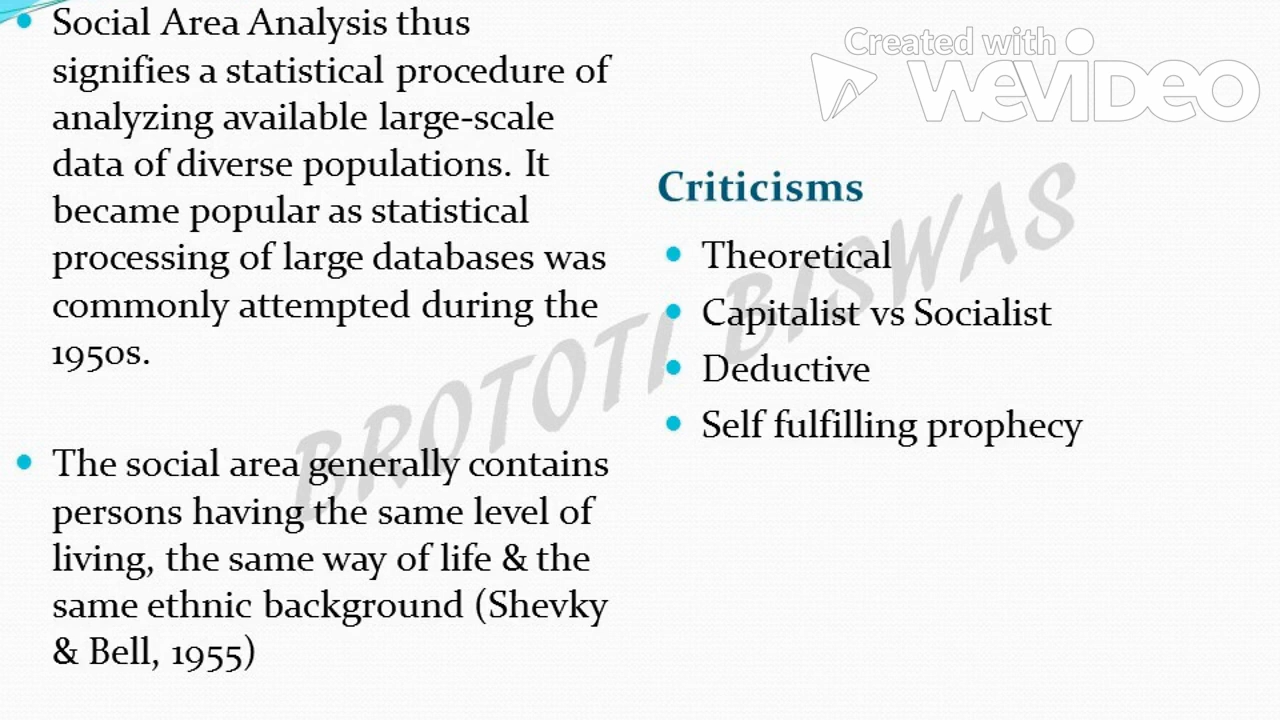 Social Area Analysis thus
signifies a statistical procedure of
analyzing available large-scale
data of diverse populations. It
became popular as statistical
processing of large databases was
commonly attempted during the
1950s.
The social area generally contains
persons having the same level of
living, the same way of life & the
same ethnic background (Shevky
& Bell, 1955)
Created with
WEVIDEO
Criticisms
Theoretical
Capitalist vs Socialist
Deductive
Self fulfilling prophecy
BROTOTI BISWAS